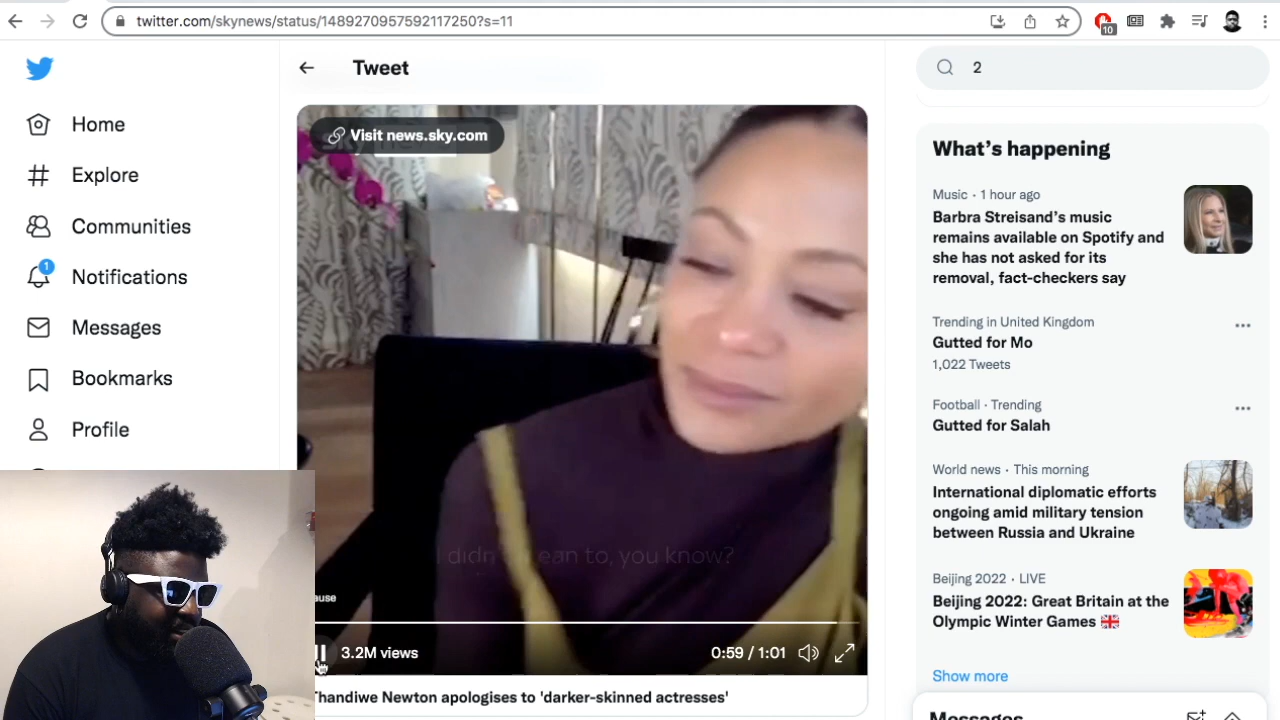 twitter.com/skynews/status/1489270957592117250?s=11
10
Tweet
2
Home
Explore
Communities
1
Notifications
Messages
Bookmarks
Profile
Visit news.sky.com
I didn't mean to, you know?
ause
3.2M views
0:59 / 1:01
Thandiwe Newton apologises to 'darker-skinned actresses'
What's happening
Music · 1 hour ago
Barbra Streisand's music
remains available on Spotify and
she has not asked for its
removal, fact-checkers say
Trending in United Kingdom
Gutted for Mo
1,022 Tweets
Football · Trending
Gutted for Salah
World news · This morning
International diplomatic efforts
ongoing amid military tension
between Russia and Ukraine
Beijing 2022 · LIVE
Beijing 2022: Great Britain at the
Olympic Winter Games
Show more
Messages